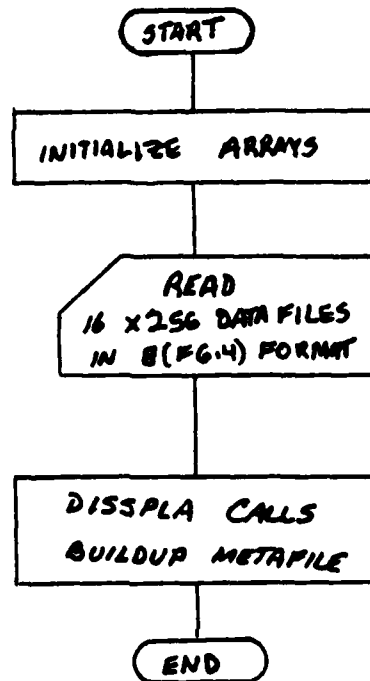 START
INITIALIZE ARRAYS
READ
16 x 256 DATA FILES
IN 8(F6.4) FORMAT
DISSPLA CALLS
BUILDUP METAFILE
END